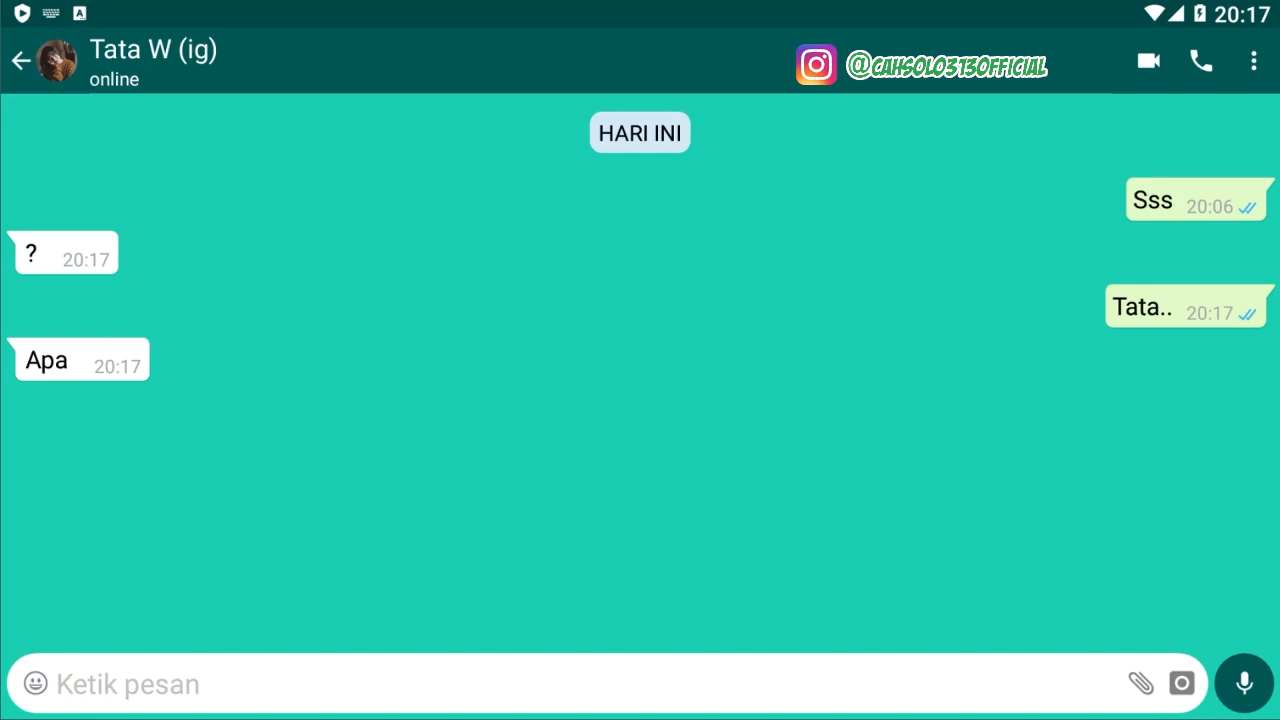 20:17
Tata W (ig)
online
@CAHSOLO313OFFICIAL
HARI INI
Sss 20:06
? 20:17
Tata.. 20:17
Apa 20:17
Ketik pesan